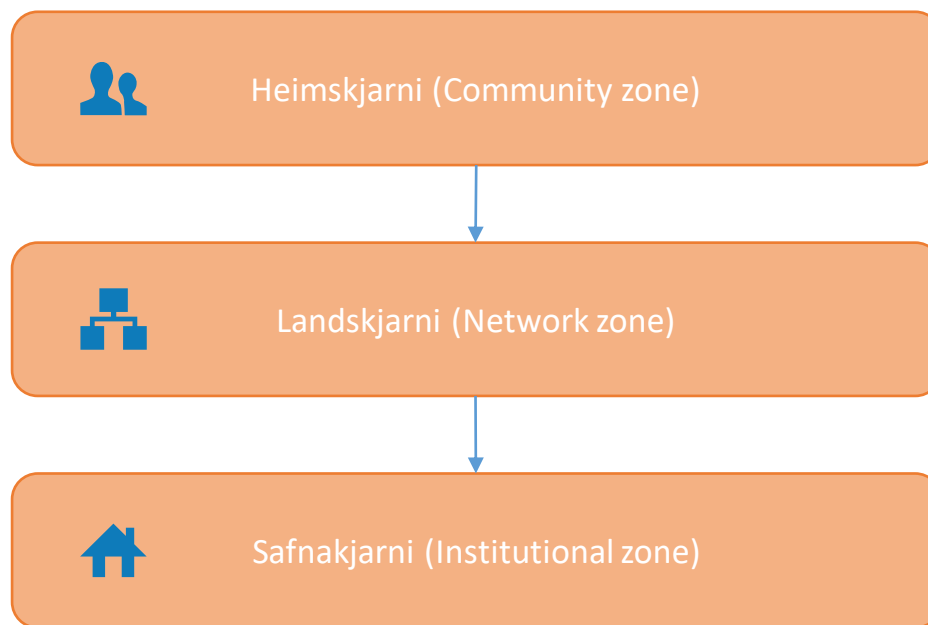 Heimskjarni (Community zone)
Landskjarni (Network zone)
Safnakjarni (Institutional zone)